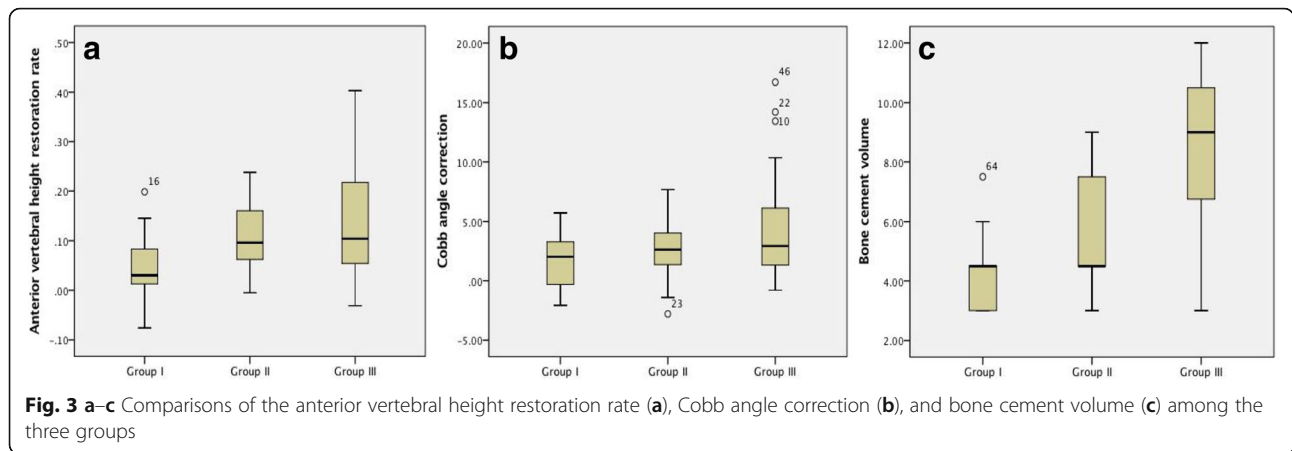 a
Anterior vertebral height restoration rate
.50
.40
.30
.20
.10
.00
-.10
16
Group I Group II Group III
b
Cobb angle correction
20.00
15.00
10.00
5.00
.00
-5.00
46
22
10
23
Group I Group II Group III
c
Bone cement volume
12.00
10.00
8.00
6.00
4.00
2.00
64
Group I Group II Group III
Fig. 3 a–c Comparisons of the anterior vertebral height restoration rate (a), Cobb angle correction (b), and bone cement volume (c) among the
three groups